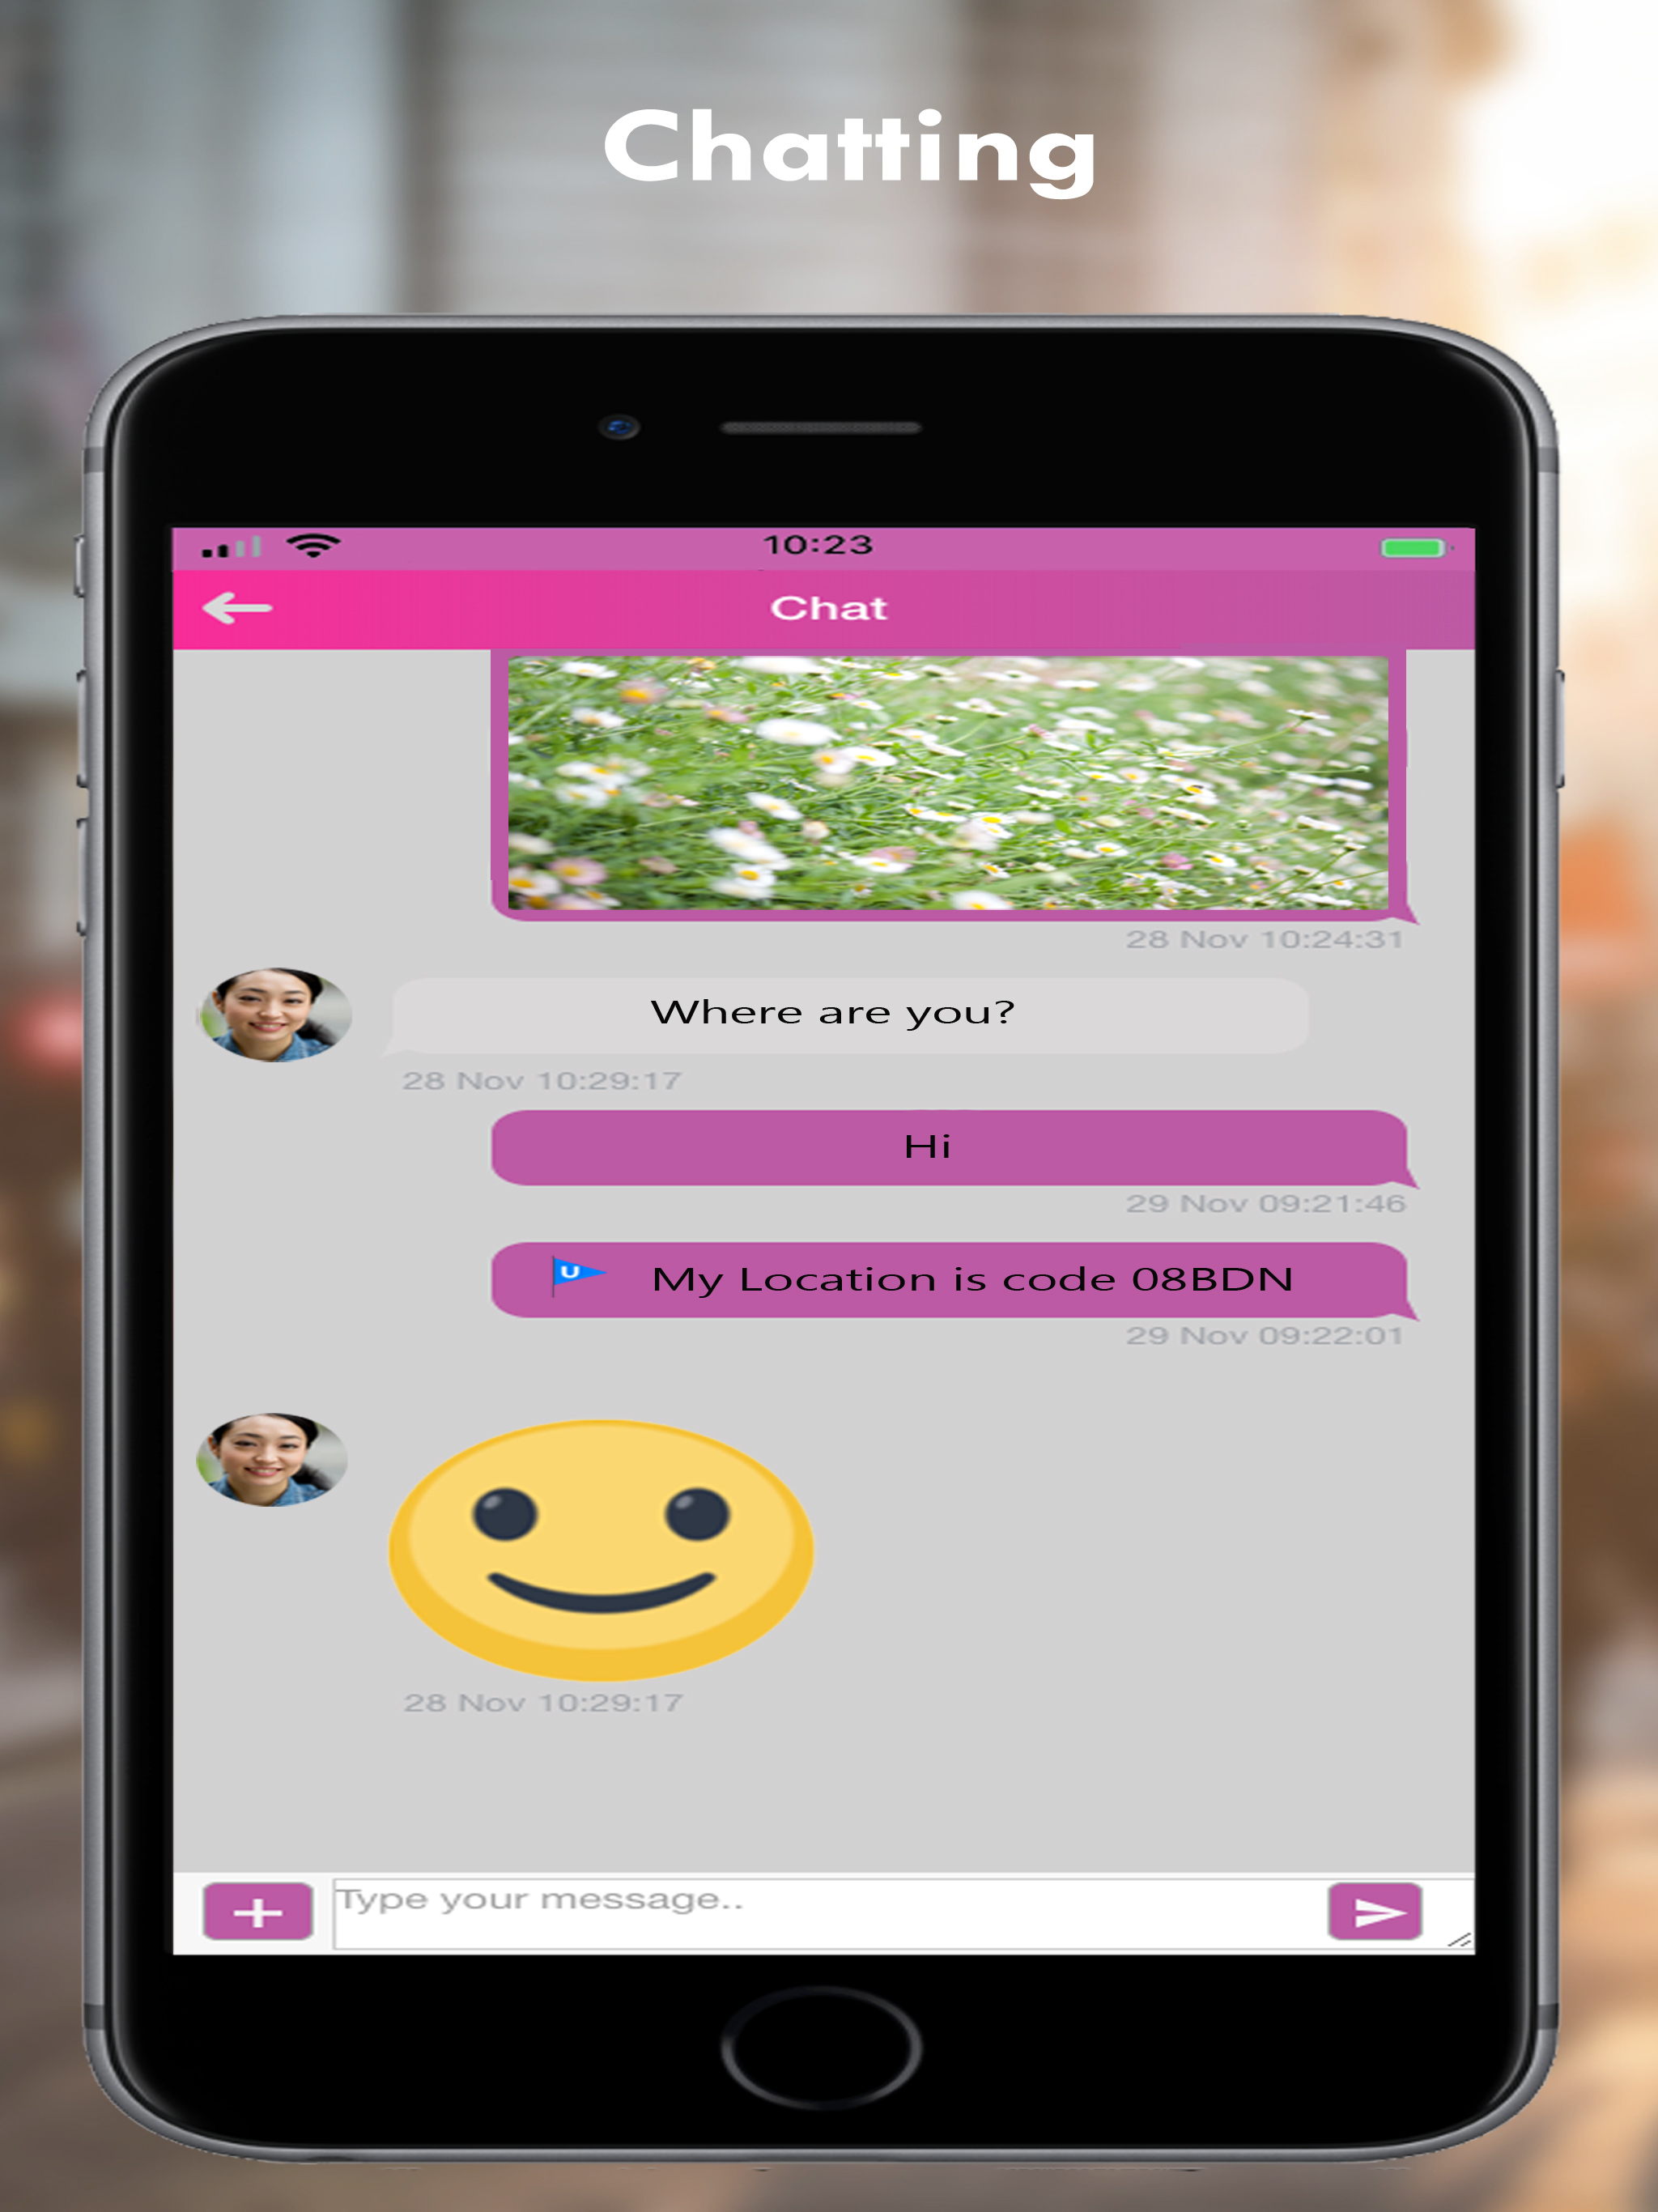 Chatting
10:23
Chat
28 Nov 10:24:31
Where are you?
28 Nov 10:29:17
Hi
29 Nov 09:21:46
U My Location is code 08BDN
29 Nov 09:22:01
28 Nov 10:29:17
Type your message..